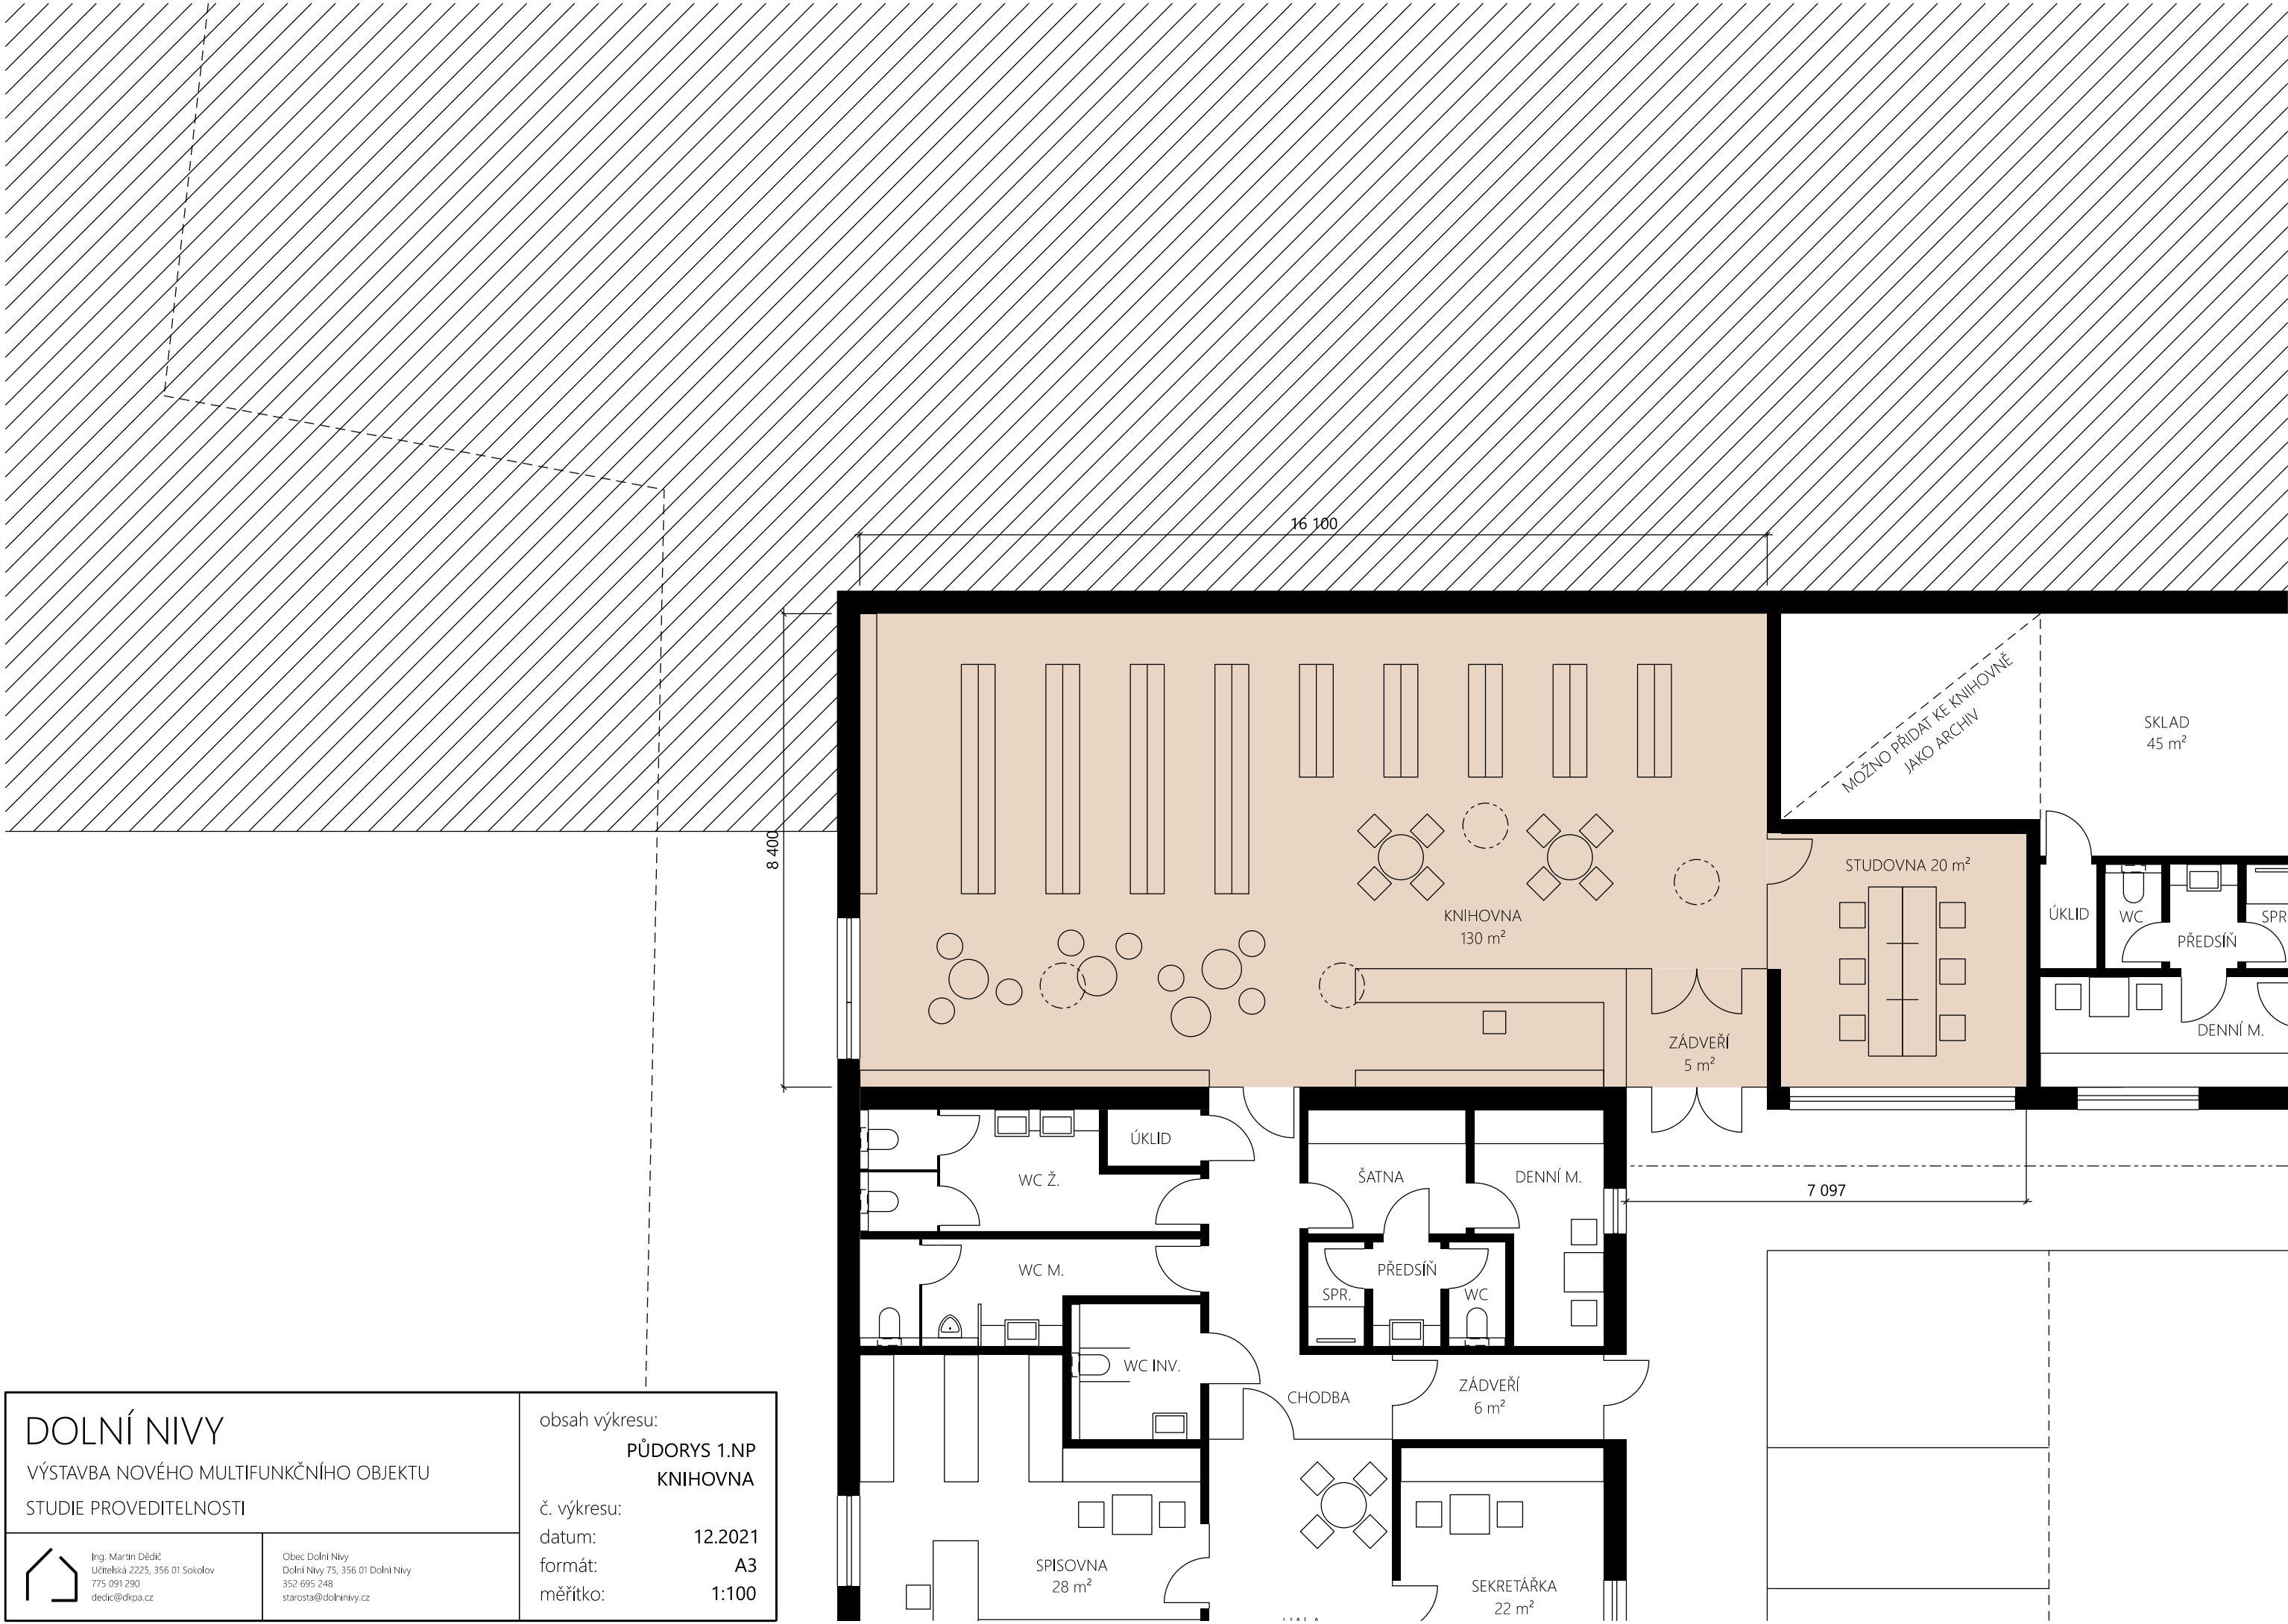 16 100
8 400
MOŽNO PŘIDAT KE KNIHOVNĚ
JAKO ARCHIV
SKLAD
45 m²
STUDOVNA 20 m²
KNIHOVNA
130 m²
ÚKLID
WC
PŘEDSÍŇ
SPR
DENNÍ M.
ZÁDVEŘÍ
5 m²
ÚKLID
WC Ž.
ŠATNA
DENNÍ M.
7 097
WC M.
SPR.
PŘEDSÍŇ
WC
WC INV.
CHODBA
ZÁDVEŘÍ
6 m²
SPISOVNA
28 m²
SEKRETÁŘKA
22 m²
DOLNÍ NIVY
VÝSTAVBA NOVÉHO MULTIFUNKČNÍHO OBJEKTU
STUDIE PROVEDITELNOSTI
Ing. Martin Dědič
Učitelská 2225, 356 01 Sokolov
775 091 290
dedic@dkpa.cz
Obec Dolní Nivy
Dolní Nivy 75, 356 01 Dolní Nivy
352 695 248
starosta@dolninivy.cz
obsah výkresu:
PŮDORYS 1.NP
KNIHOVNA
č. výkresu:
datum: 12.2021
formát: A3
měřítko: 1:100